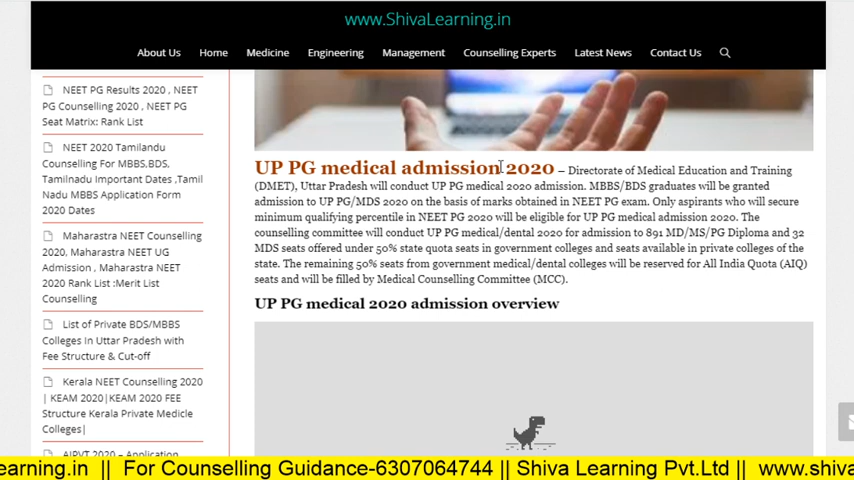 www.ShivaLearning.in
About Us Home Medicine Engineering Management Counselling Experts Latest News Contact Us
NEET PG Results 2020 , NEET
PG Counselling 2020 , NEET PG
Seat Matrix: Rank List
NEET 2020 Tamilandu
Counselling For MBBS,BDS,
Tamilnadu Important Dates ,Tamil
Nadu MBBS Application Form
2020 Dates
Maharastra NEET Counselling
2020, Maharastra NEET UG
Admission , Maharastra NEET
2020 Rank List :Merit List
Counselling
List of Private BDS/MBBS
Colleges In Uttar Pradesh with
Fee Structure & Cut-off
Kerala NEET Counselling 2020
| KEAM 2020|KEAM 2020 FEE
Structure Kerala Private Medicle
Colleges|
AIPVT 2020 – Application
UP PG medical admission 2020 – Directorate of Medical Education and Training
(DMET), Uttar Pradesh will conduct UP PG medical 2020 admission. MBBS/BDS graduates will be granted
admission to UP PG/MDS 2020 on the basis of marks obtained in NEET PG exam. Only aspirants who will secure
minimum qualifying percentile in NEET PG 2020 will be eligible for UP PG medical admission 2020. The
counselling committee will conduct UP PG medical/dental 2020 for admission to 891 MD/MS/PG Diploma and 32
MDS seats offered under 50% state quota seats in government colleges and seats available in private colleges of the
state. The remaining 50% seats from government medical/dental colleges will be reserved for All India Quota (AIQ)
seats and will be filled by Medical Counselling Committee (MCC).
UP PG medical 2020 admission overview
earning.in || For Counselling Guidance-6307064744 || Shiva Learning Pvt.Ltd || www.shiva